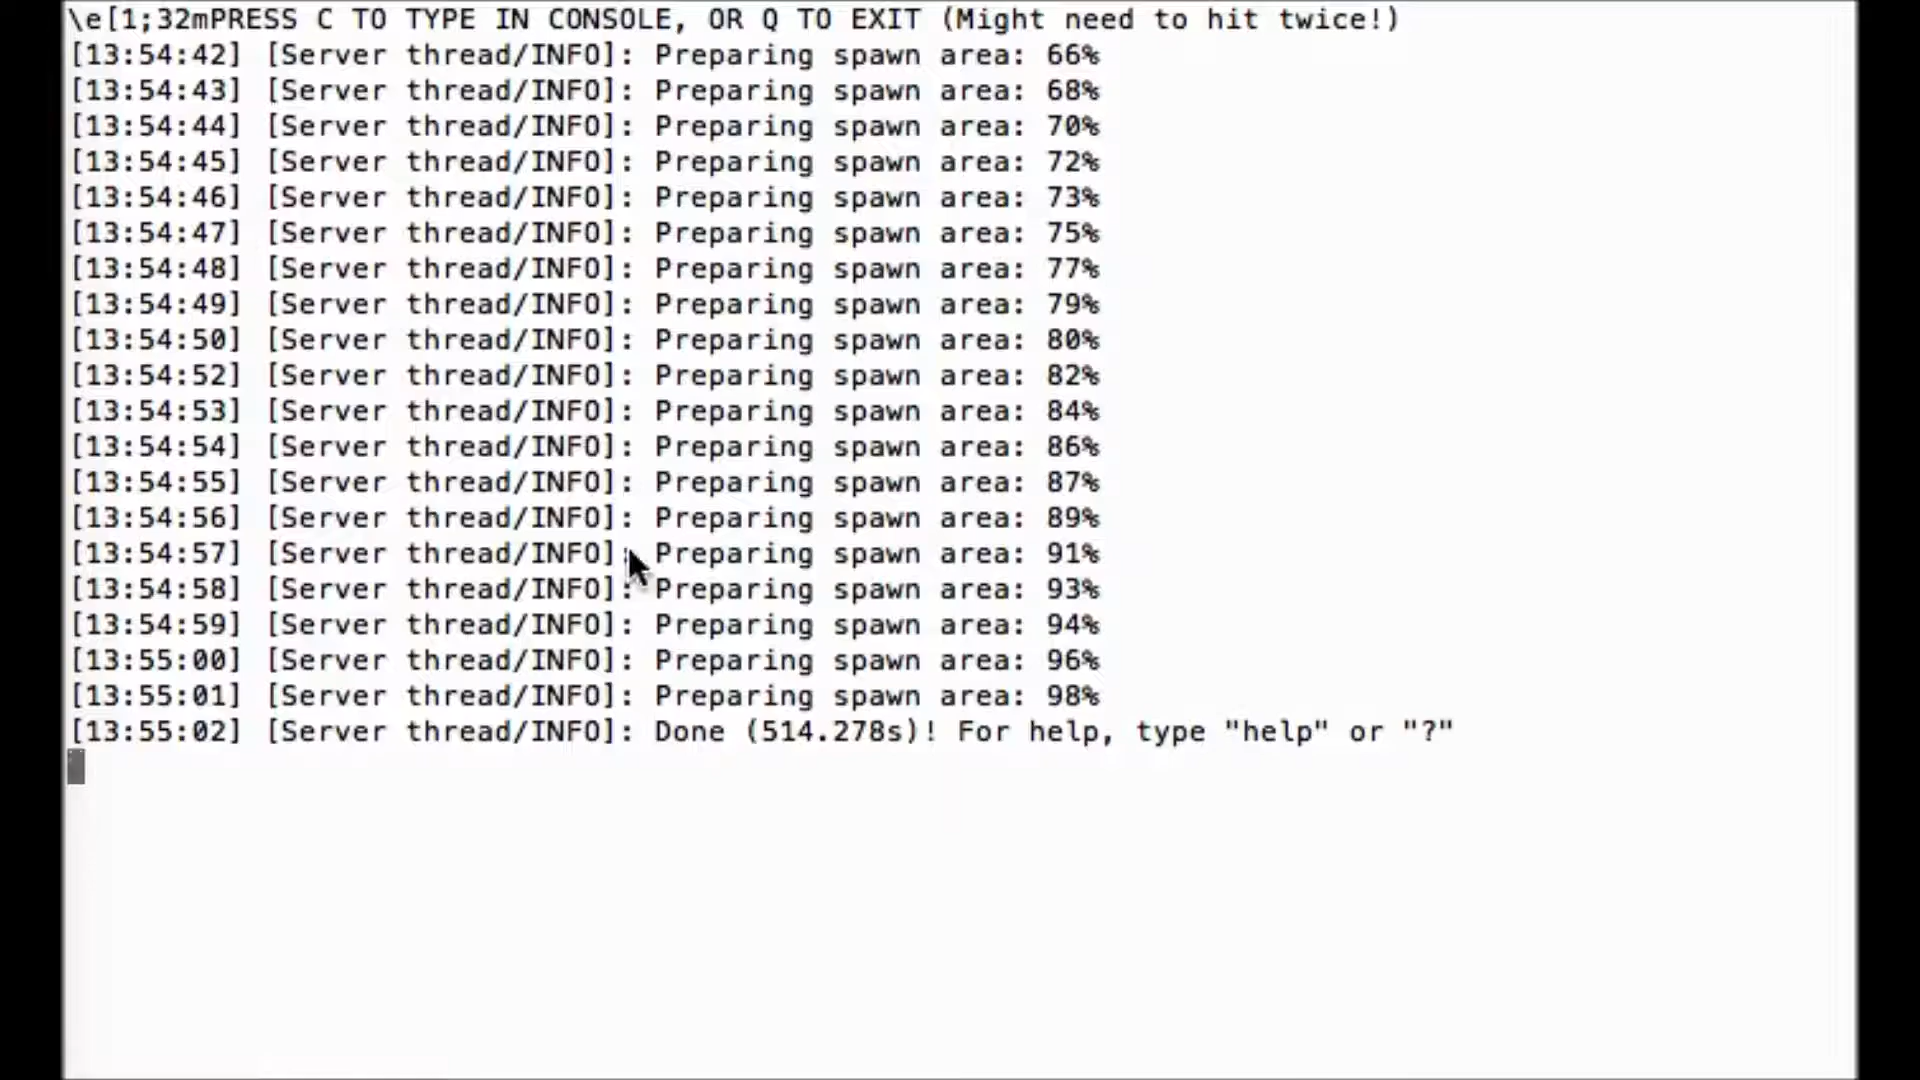 \e[1;32mPRESS C TO TYPE IN CONSOLE, OR Q TO EXIT (Might need to hit twice!)
[13:54:42] [Server thread/INFO]: Preparing spawn area: 66%
[13:54:43] [Server thread/INFO]: Preparing spawn area: 68%
[13:54:44] [Server thread/INFO]: Preparing spawn area: 70%
[13:54:45] [Server thread/INFO]: Preparing spawn area: 72%
[13:54:46] [Server thread/INFO]: Preparing spawn area: 73%
[13:54:47] [Server thread/INFO]: Preparing spawn area: 75%
[13:54:48] [Server thread/INFO]: Preparing spawn area: 77%
[13:54:49] [Server thread/INFO]: Preparing spawn area: 79%
[13:54:50] [Server thread/INFO]: Preparing spawn area: 80%
[13:54:52] [Server thread/INFO]: Preparing spawn area: 82%
[13:54:53] [Server thread/INFO]: Preparing spawn area: 84%
[13:54:54] [Server thread/INFO]: Preparing spawn area: 86%
[13:54:55] [Server thread/INFO]: Preparing spawn area: 87%
[13:54:56] [Server thread/INFO]: Preparing spawn area: 89%
[13:54:57] [Server thread/INFO]: Preparing spawn area: 91%
[13:54:58] [Server thread/INFO]: Preparing spawn area: 93%
[13:54:59] [Server thread/INFO]: Preparing spawn area: 94%
[13:55:00] [Server thread/INFO]: Preparing spawn area: 96%
[13:55:01] [Server thread/INFO]: Preparing spawn area: 98%
[13:55:02] [Server thread/INFO]: Done (514.278s)! For help, type "help" or "?"